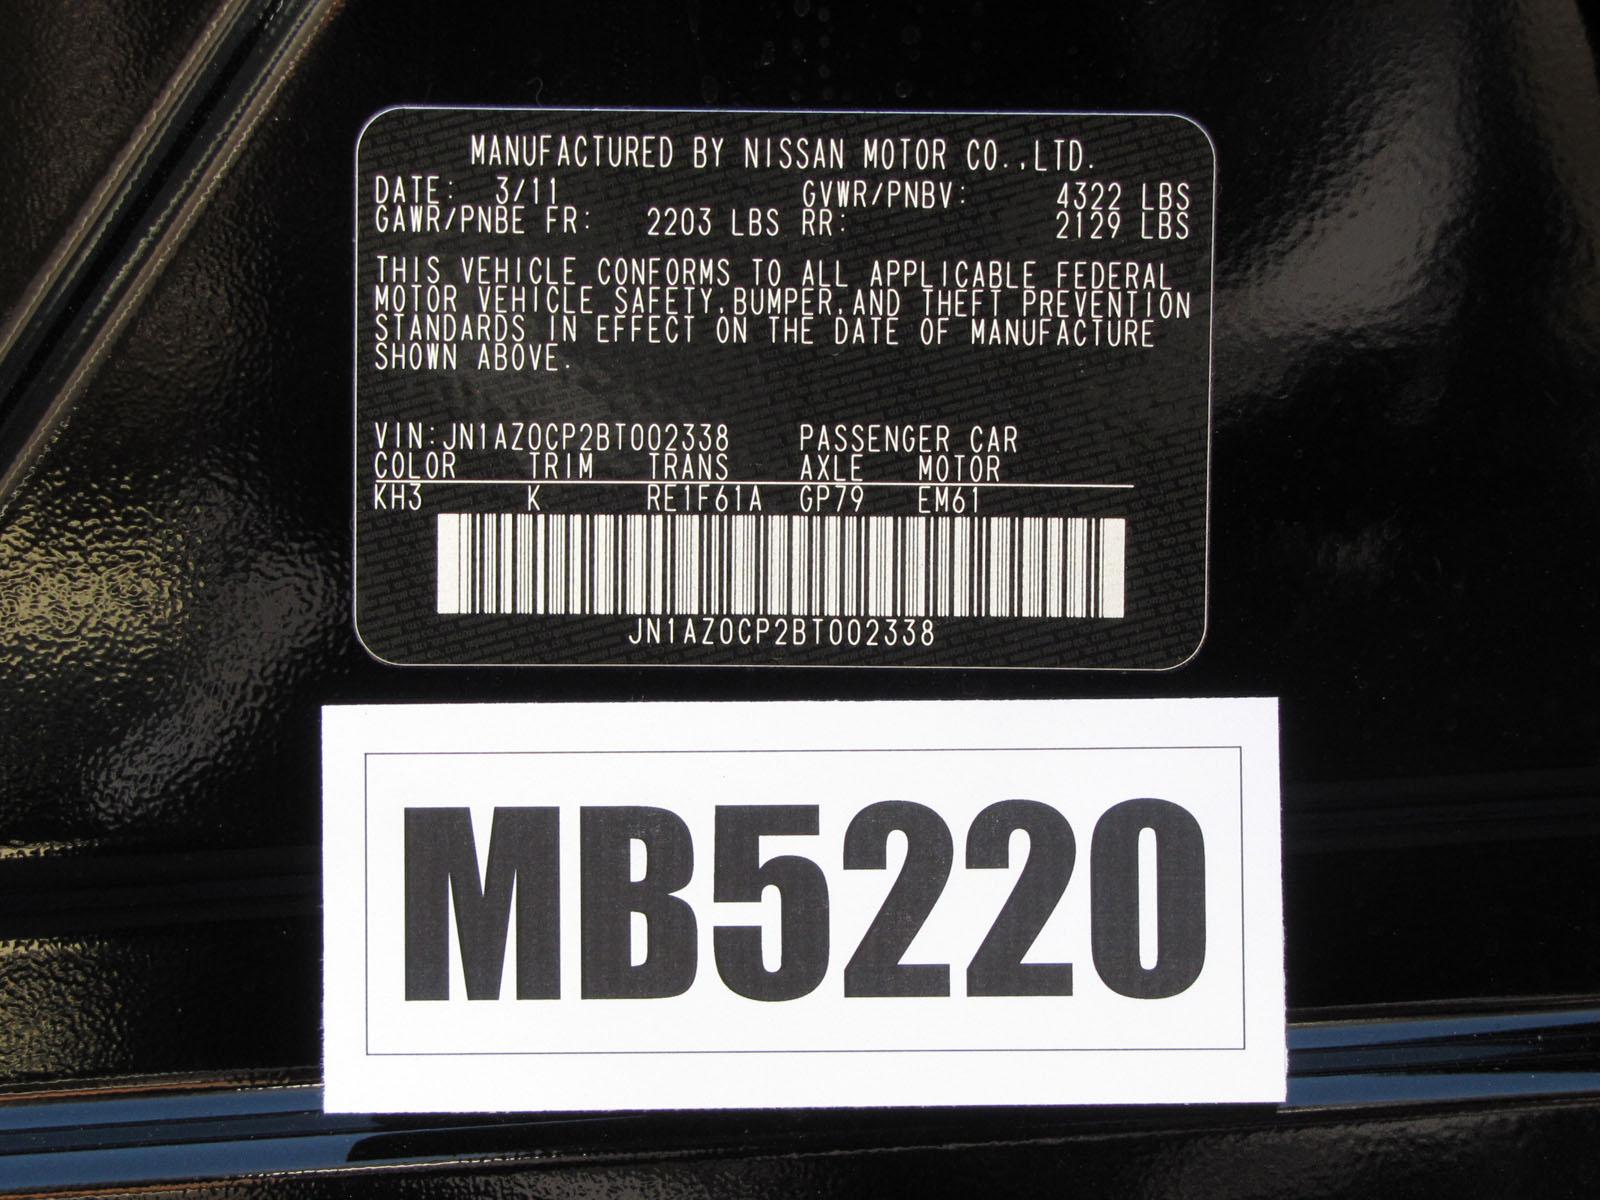 MANUFACTURED BY NISSAN MOTOR CO.,LTD.
DATE: 3/11 GVWR/PNBV: 4322 LBS
GAWR/PNBE FR: 2203 LBS RR: 2129 LBS
THIS VEHICLE CONFORMS TO ALL APPLICABLE FEDERAL
MOTOR VEHICLE SAFETY,BUMPER,AND THEFT PREVENTION
STANDARDS IN EFFECT ON THE DATE OF MANUFACTURE
SHOWN ABOVE.
VIN:JN1AZ0CP2BT002338 PASSENGER CAR
COLOR TRIM TRANS AXLE MOTOR
KH3 K RE1F61A GP79 EM61
JN1AZ0CP2BT002338
MB5220